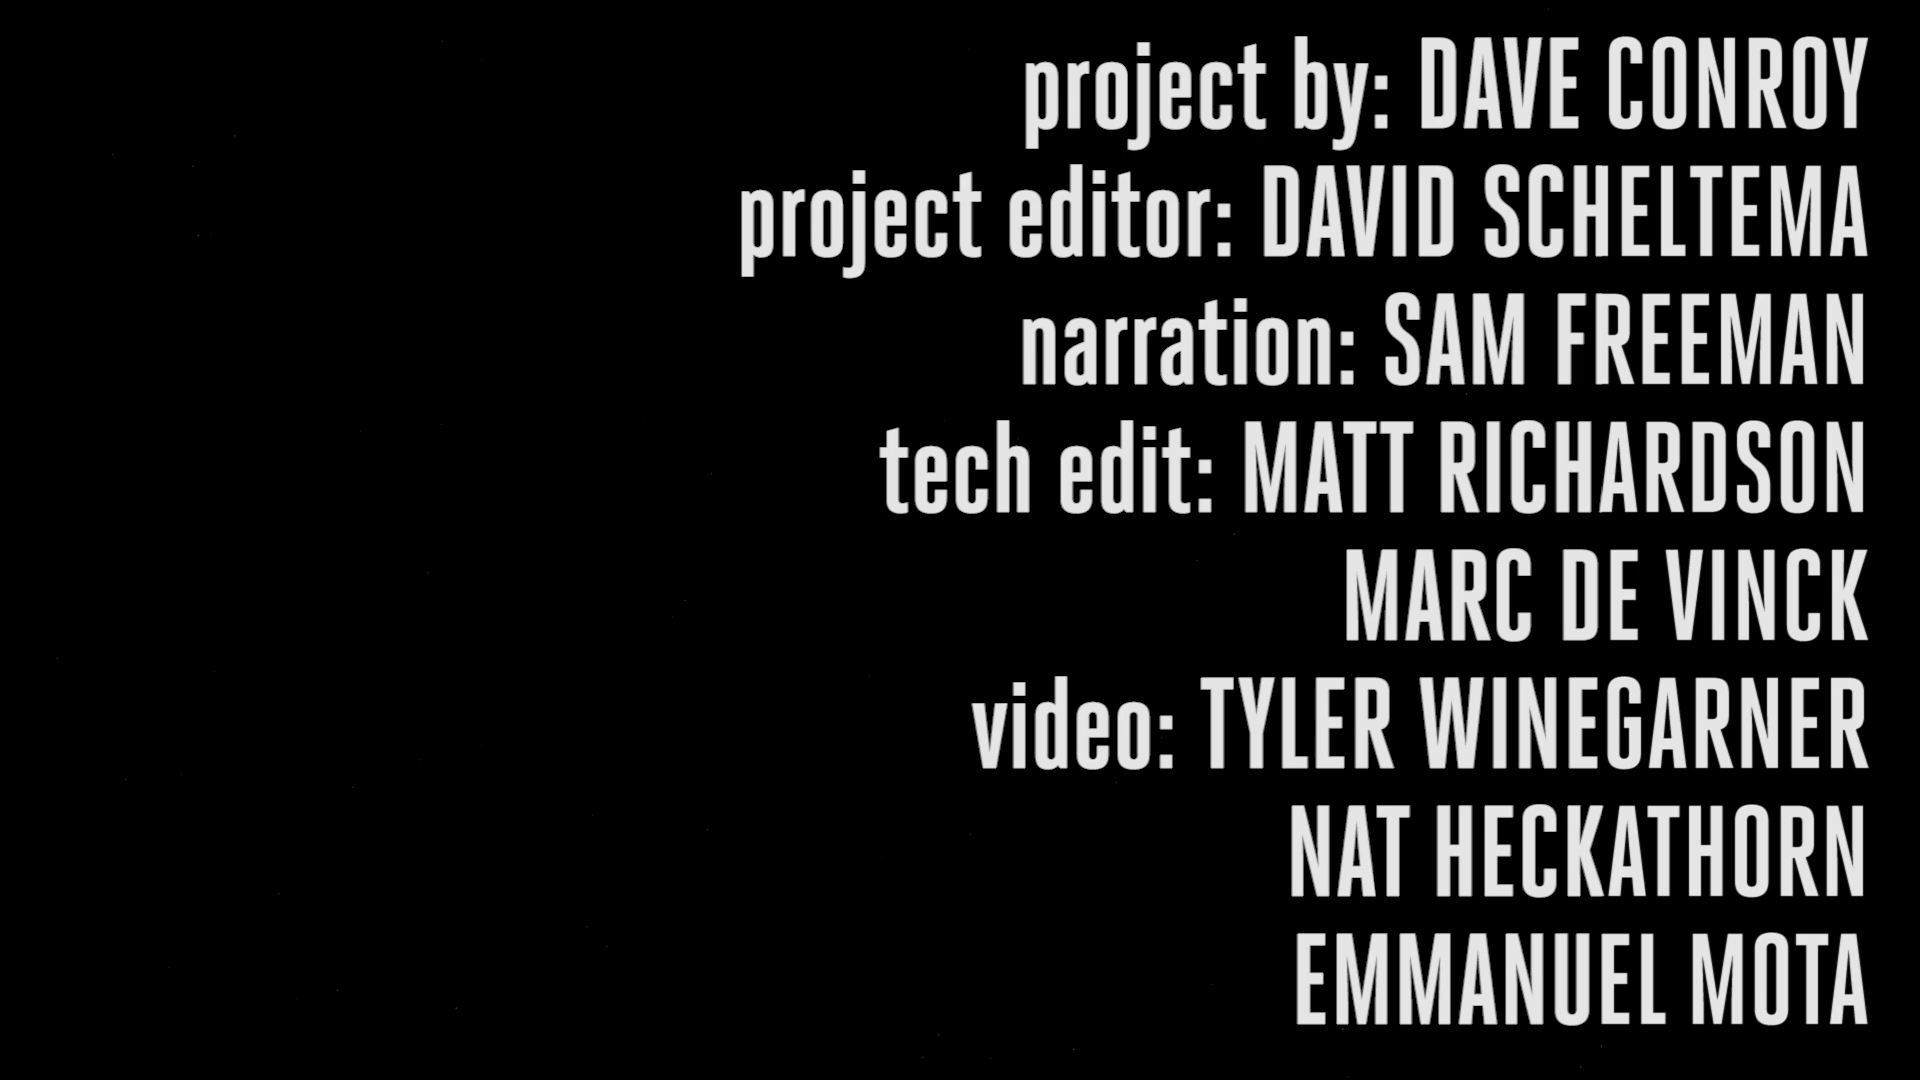 project by: DAVE CONROY
project editor: DAVID SCHELTEMA
narration: SAM FREEMAN
tech edit: MATT RICHARDSON
MARC DE VINCK
video: TYLER WINEGARNER
NAT HECKATHORN
EMMANUEL MOTA